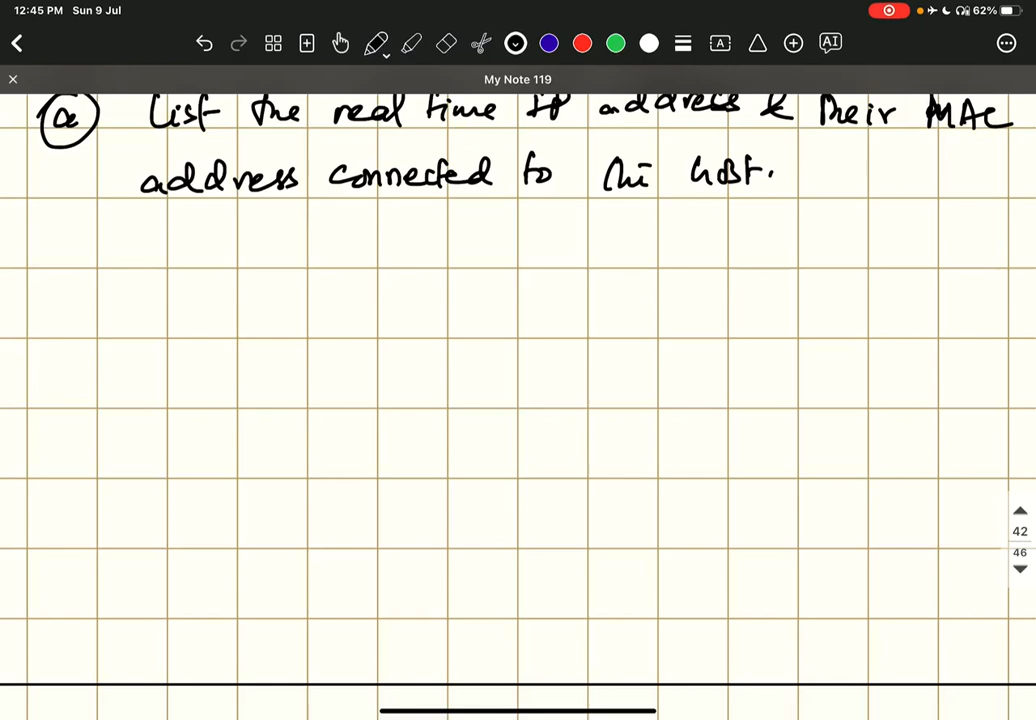 12:45 PM Sun 9 Jul 62%
A AI
My Note 119
a List the real time IP address & their MAC
address connected to the host.
42
46